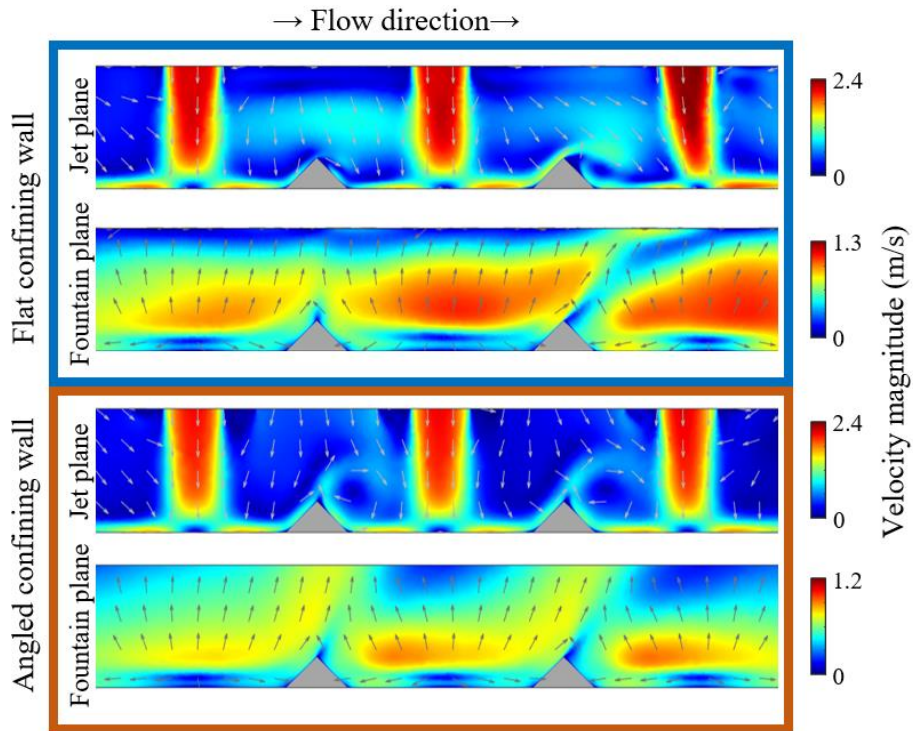 → Flow direction→
Flat confining wall
Jet plane
2.4
0
Fountain plane
1.3
0
Velocity magnitude (m/s)
Angled confining wall
Jet plane
2.4
0
Fountain plane
1.2
0